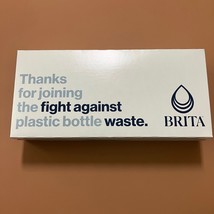 Thanks
for joining
the fight against
plastic bottle waste.
BRITA